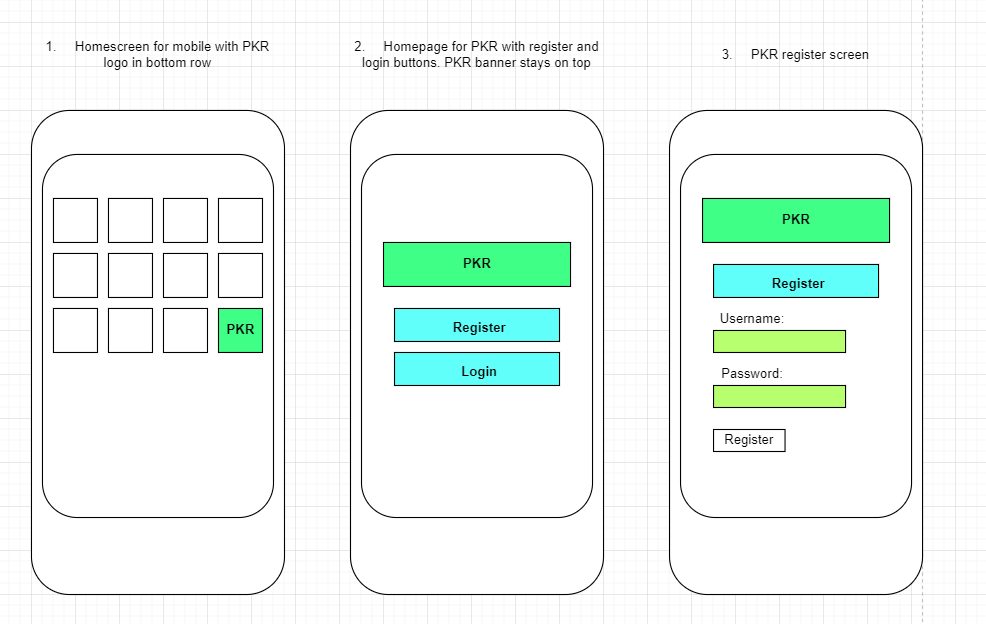 1. Homescreen for mobile with PKR
logo in bottom row
2. Homepage for PKR with register and
login buttons. PKR banner stays on top
3. PKR register screen
PKR
PKR
Register
Login
PKR
Register
Username:
Password:
Register